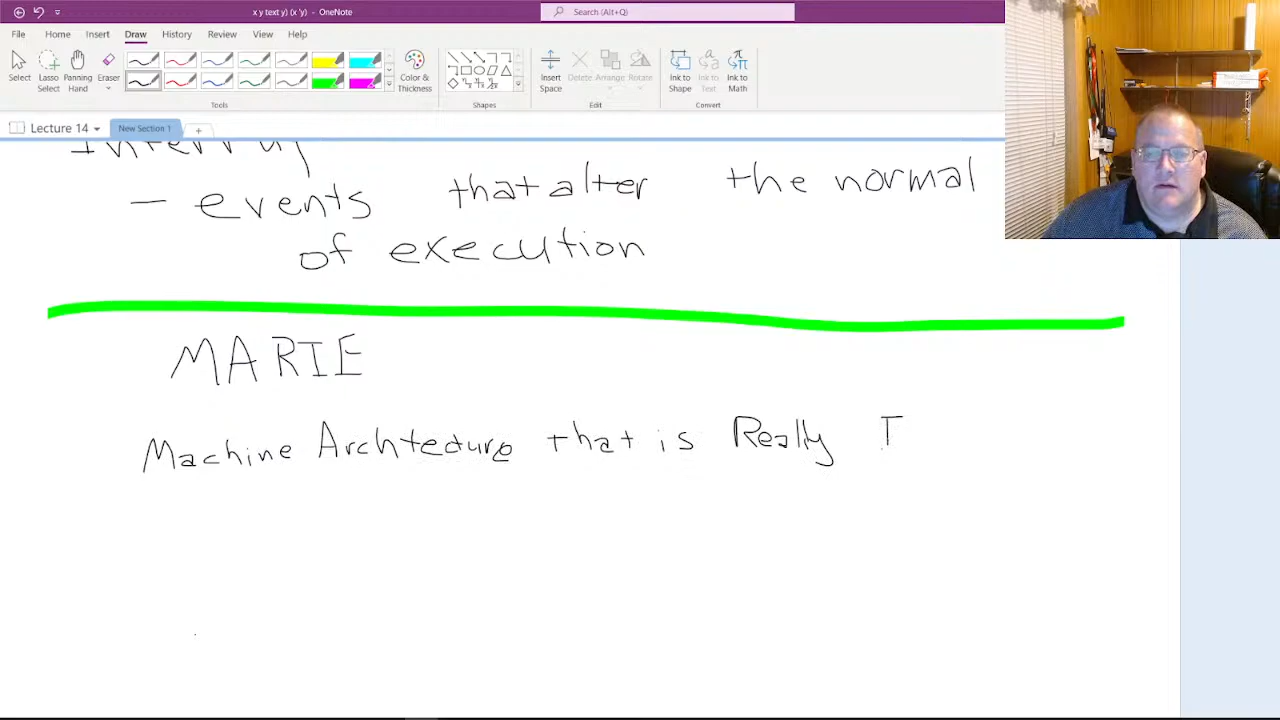 x y text y) (x 'y) - OneNote
Search (Alt+Q)
File Home Insert Draw History Review View Help
Select
Lasso Select
Panning Hand
Eraser
Color & Thickness
Insert Space
Delete
Arrange
Rotate
Ink to Shape
Ink to Text
Ink to Math
Tools
Shapes
Edit
Convert
Lecture 14
New Section 1
+
- events that alter the normal
of execution
MARIE
Machine Archtecture that is Really I